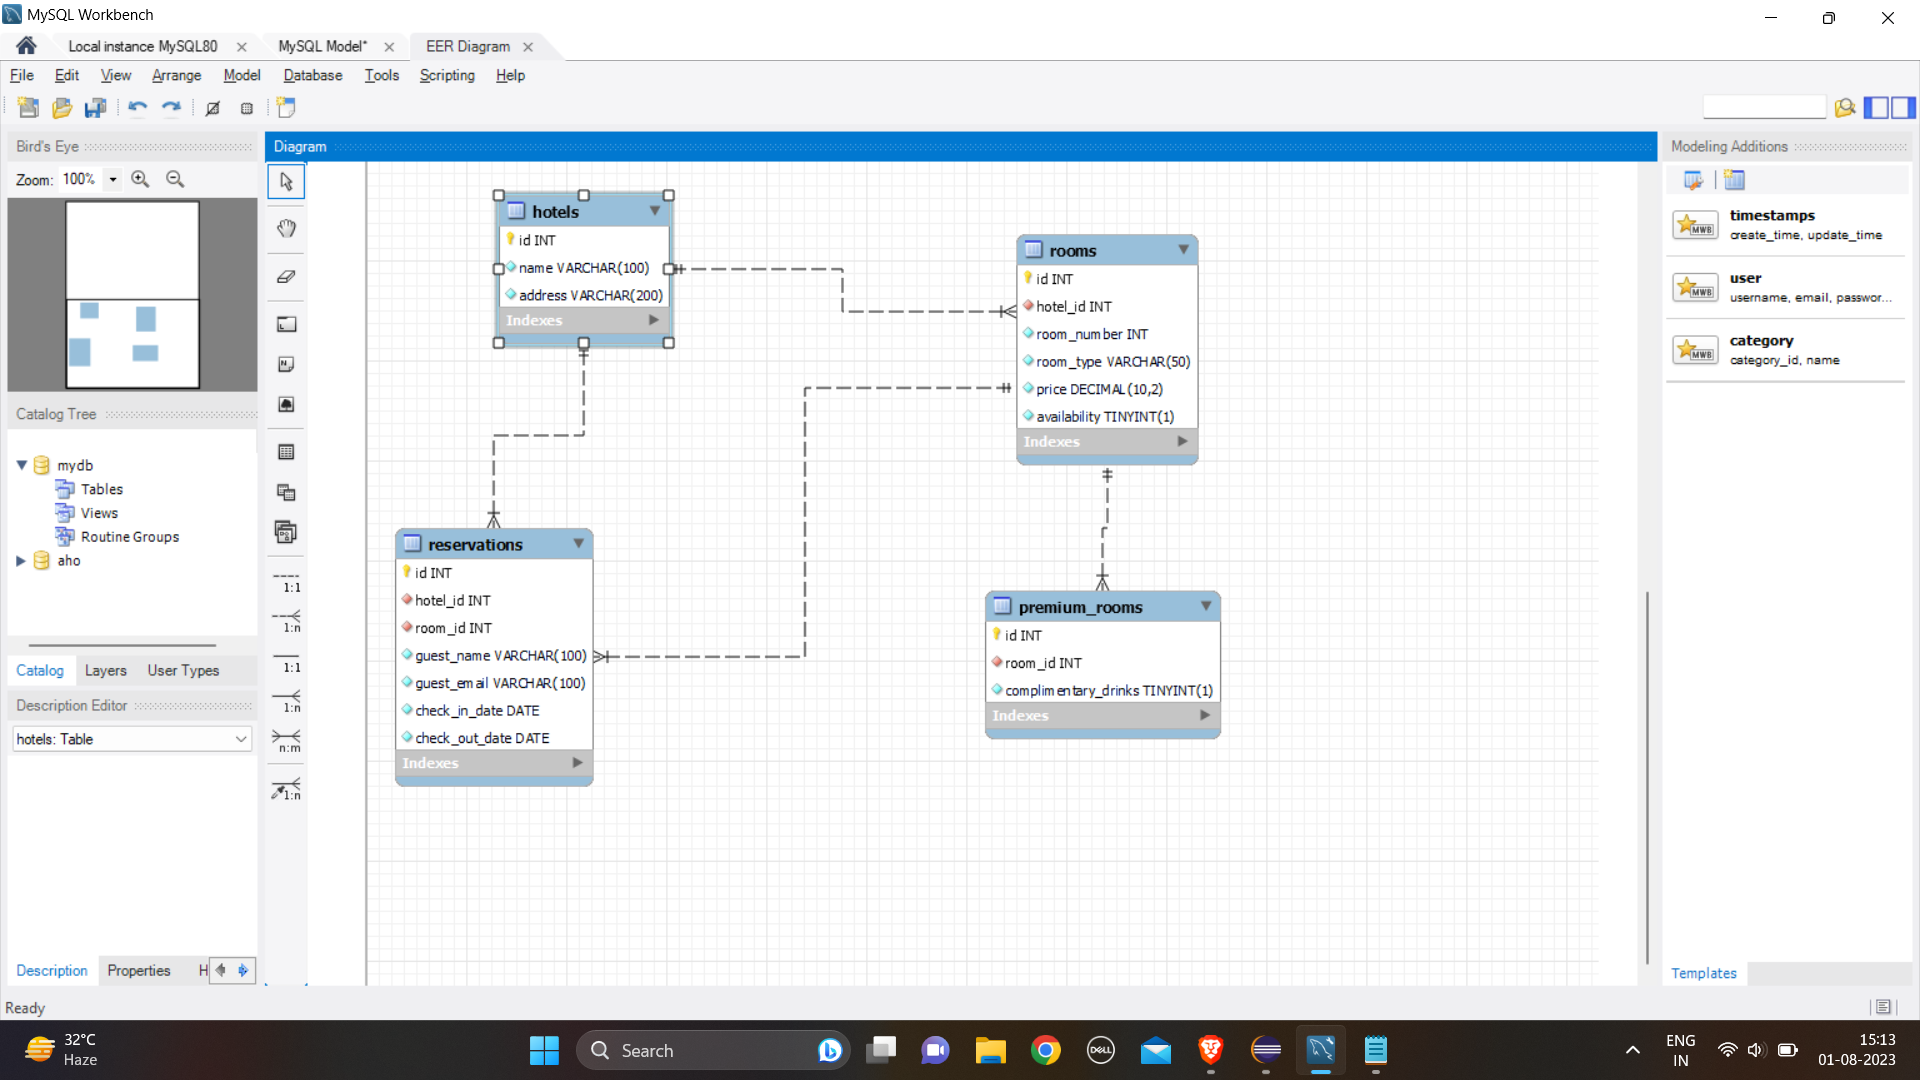 MySQL Workbench
Local instance MySQL80
MySQL Model*
EER Diagram
File Edit View Arrange Model Database Tools Scripting Help
Bird's Eye
Zoom: 100%
Catalog Tree
mydb
Tables
Views
Routine Groups
aho
Catalog Layers User Types
Description Editor
hotels: Table
Description Properties H
Ready
Diagram
1:1
1:n
1:1
1:n
n:m
1:n
hotels
id INT
name VARCHAR(100)
address VARCHAR(200)
Indexes
rooms
id INT
hotel_id INT
room_number INT
room_type VARCHAR(50)
price DECIMAL(10,2)
availability TINYINT(1)
Indexes
reservations
id INT
hotel_id INT
room_id INT
guest_name VARCHAR(100)
guest_email VARCHAR(100)
check_in_date DATE
check_out_date DATE
Indexes
premium_rooms
id INT
room_id INT
complimentary_drinks TINYINT(1)
Indexes
Modeling Additions
MWB
timestamps
create_time, update_time
MWB
user
username, email, passwor...
MWB
category
category_id, name
Templates
32°C
Haze
Search
DELL
ENG
IN
15:13
01-08-2023